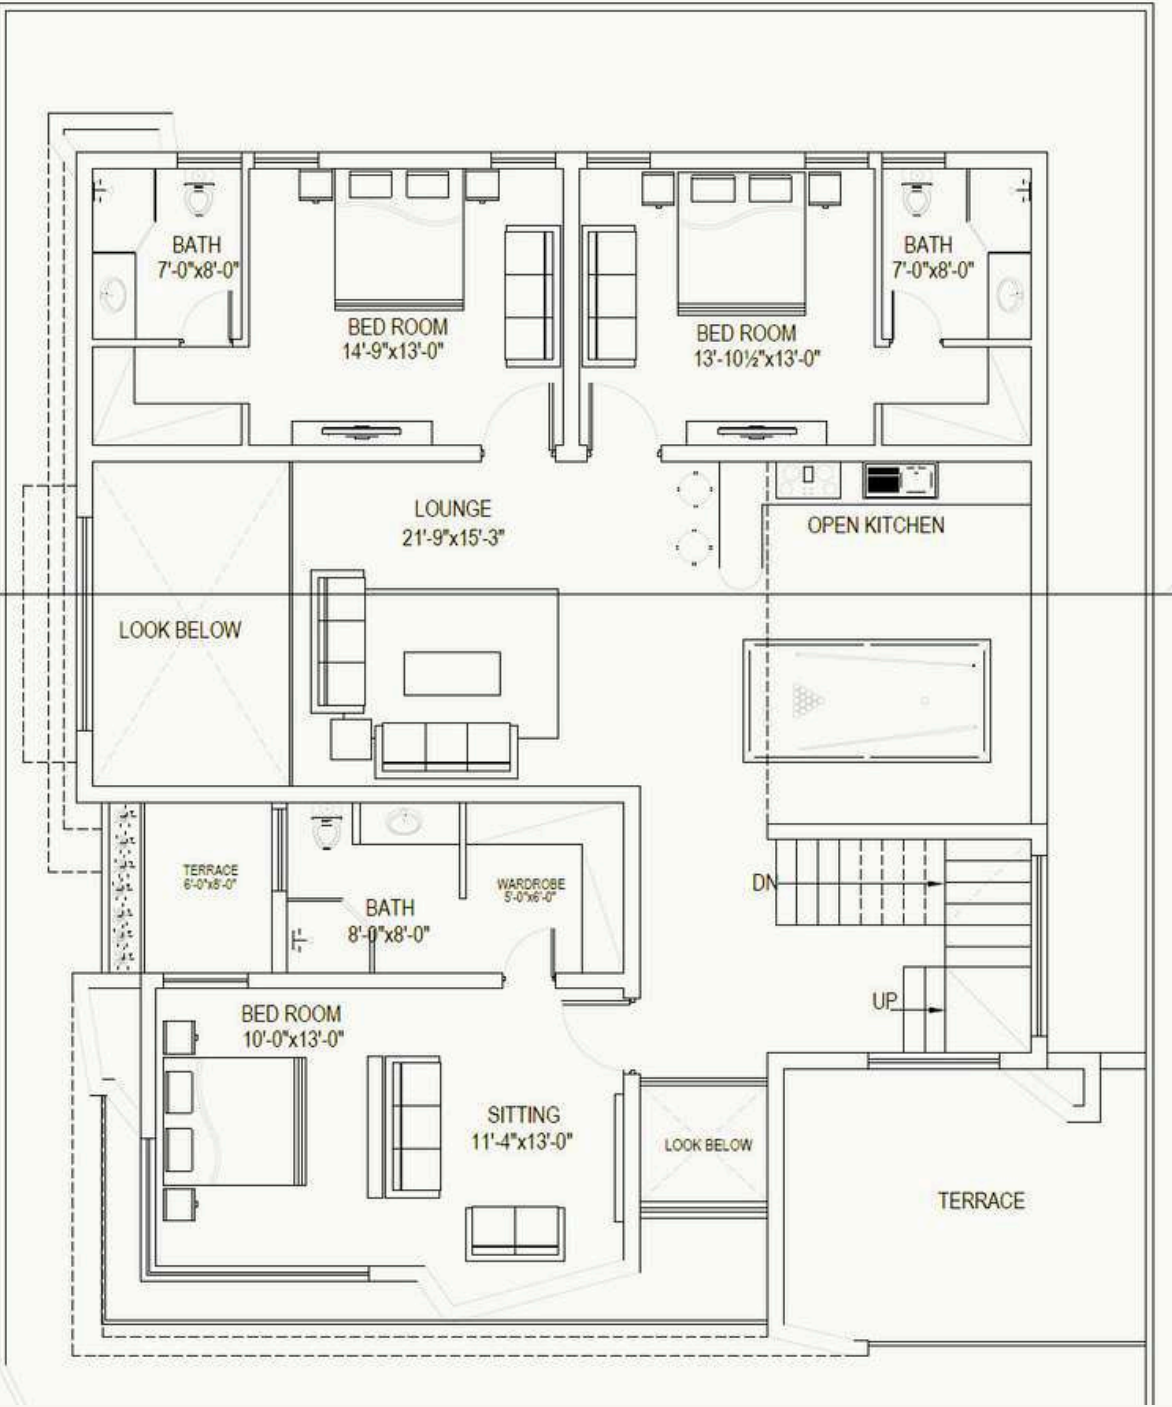 BATH
7'-0"x8'-0"
BED ROOM
14'-9"x13'-0"
BED ROOM
13'-10½"x13'-0"
BATH
7'-0"x8'-0"
LOUNGE
21'-9"x15'-3"
OPEN KITCHEN
LOOK BELOW
TERRACE
6'-0"x8'-0"
BATH
8'-0"x8'-0"
WARDROBE
5'-0"x6'-0"
DN
UP
BED ROOM
10'-0"x13'-0"
SITTING
11'-4"x13'-0"
LOOK BELOW
TERRACE